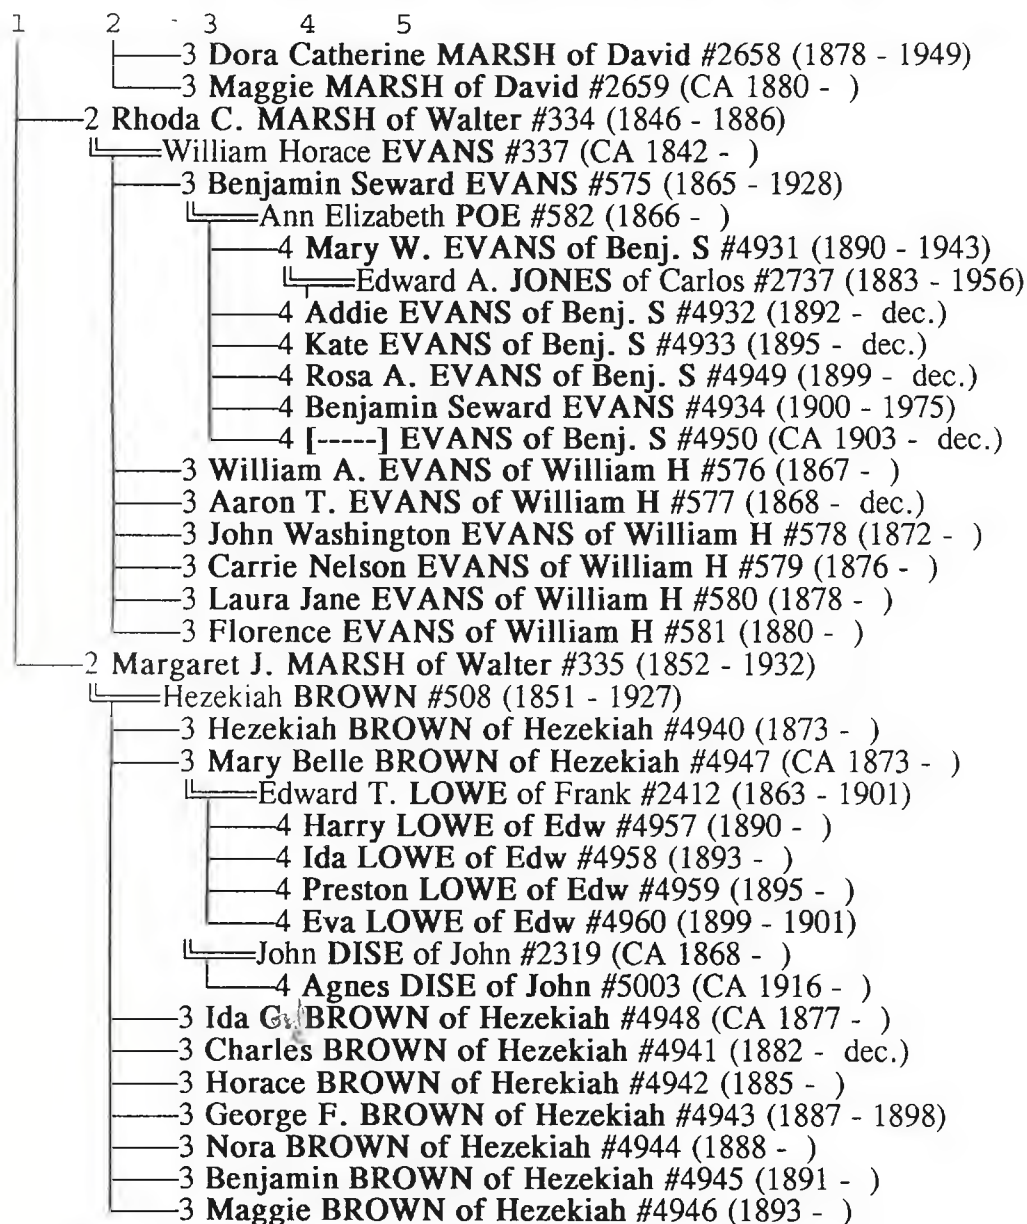 1 2 3 4 5
3 Dora Catherine MARSH of David #2658 (1878 - 1949)
3 Maggie MARSH of David #2659 (CA 1880 - )
2 Rhoda C. MARSH of Walter #334 (1846 - 1886)
William Horace EVANS #337 (CA 1842 - )
3 Benjamin Seward EVANS #575 (1865 - 1928)
Ann Elizabeth POE #582 (1866 - )
4 Mary W. EVANS of Benj. S #4931 (1890 - 1943)
Edward A. JONES of Carlos #2737 (1883 - 1956)
4 Addie EVANS of Benj. S #4932 (1892 - dec.)
4 Kate EVANS of Benj. S #4933 (1895 - dec.)
4 Rosa A. EVANS of Benj. S #4949 (1899 - dec.)
4 Benjamin Seward EVANS #4934 (1900 - 1975)
4 [-----] EVANS of Benj. S #4950 (CA 1903 - dec.)
3 William A. EVANS of William H #576 (1867 - )
3 Aaron T. EVANS of William H #577 (1868 - dec.)
3 John Washington EVANS of William H #578 (1872 - )
3 Carrie Nelson EVANS of William H #579 (1876 - )
3 Laura Jane EVANS of William H #580 (1878 - )
3 Florence EVANS of William H #581 (1880 - )
2 Margaret J. MARSH of Walter #335 (1852 - 1932)
Hezekiah BROWN #508 (1851 - 1927)
3 Hezekiah BROWN of Hezekiah #4940 (1873 - )
3 Mary Belle BROWN of Hezekiah #4947 (CA 1873 - )
Edward T. LOWE of Frank #2412 (1863 - 1901)
4 Harry LOWE of Edw #4957 (1890 - )
4 Ida LOWE of Edw #4958 (1893 - )
4 Preston LOWE of Edw #4959 (1895 - )
4 Eva LOWE of Edw #4960 (1899 - 1901)
John DISE of John #2319 (CA 1868 - )
4 Agnes DISE of John #5003 (CA 1916 - )
3 Ida BROWN of Hezekiah #4948 (CA 1877 - )
3 Charles BROWN of Hezekiah #4941 (1882 - dec.)
3 Horace BROWN of Herekiah #4942 (1885 - )
3 George F. BROWN of Hezekiah #4943 (1887 - 1898)
3 Nora BROWN of Hezekiah #4944 (1888 - )
3 Benjamin BROWN of Hezekiah #4945 (1891 - )
3 Maggie BROWN of Hezekiah #4946 (1893 - )